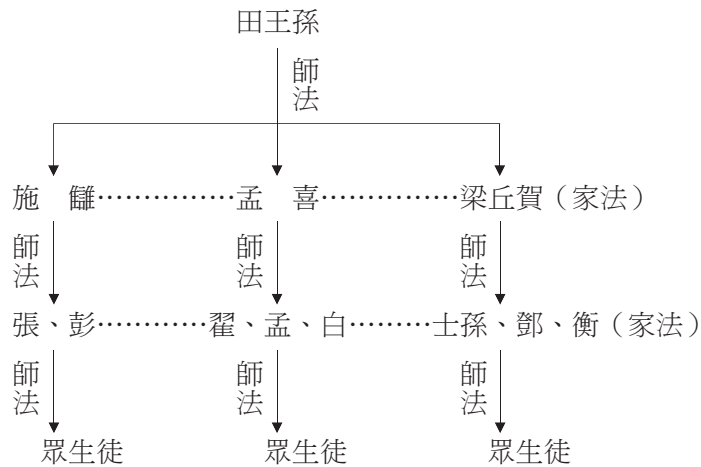 田王孫
師法
施　讎……………孟　喜……………梁丘賀（家法）
師法　師法　師法
張、彭…………翟、孟、白………士孫、鄧、衡（家法）
師法　師法　師法
眾生徒　眾生徒　眾生徒